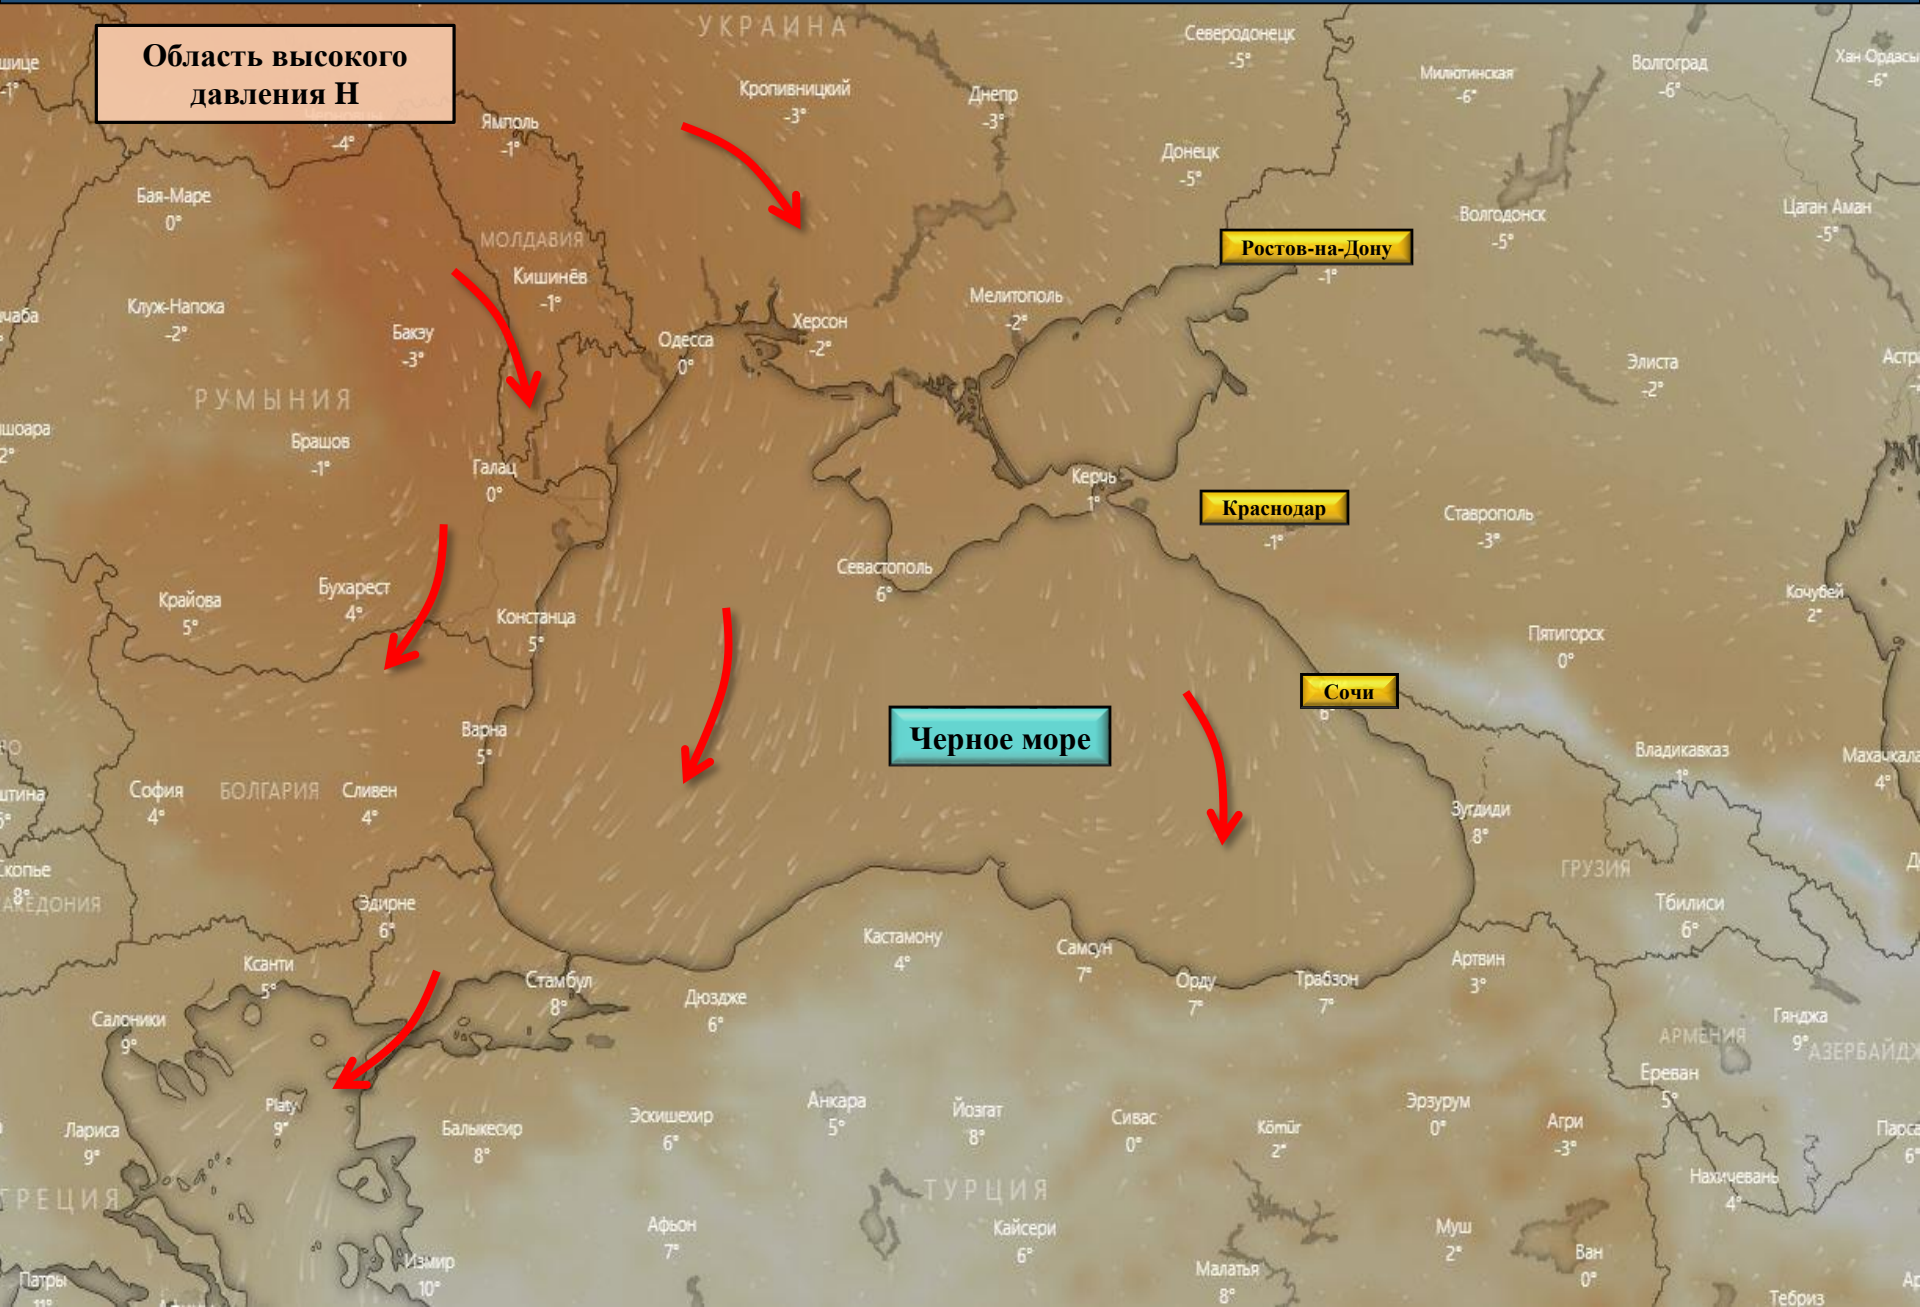 УКРАИНА
Область высокого
давления H
Северодонецк
-5°
Милютинская
-6°
Волгоград
-6°
Хан Ордасы
-6°
-1°
Кропивницкий
-3°
Днепр
-3°
Ямполь
-1°
-4°
Донецк
-5°
Бая-Маре
0°
Волгодонск
-5°
Цаган Аман
-5°
МОЛДАВИЯ
Ростов-на-Дону
-1°
Кишинёв
-1°
Клуж-Напока
-2°
Мелитополь
-2°
Херсон
-2°
Бакэу
-3°
Одесса
0°
Элиста
-2°
РУМЫНИЯ
Брашов
-1°
Галац
0°
Керчь
1°
Краснодар
-1°
Ставрополь
-3°
Севастополь
6°
Бухарест
4°
Крайова
5°
Констанца
5°
Кочубей
2°
Пятигорск
0°
Сочи
6°
Черное море
Варна
5°
Владикавказ
1°
Махачкала
4°
София
4°
БОЛГАРИЯ
Сливен
4°
Зугдиди
8°
ГРУЗИЯ
Скопье
8°
Эдирне
6°
Тбилиси
6°
Кастамону
4°
Самсун
7°
Артвин
3°
Ксанти
5°
Стамбул
8°
Орду
7°
Трабзон
7°
Дюздже
6°
Салоники
9°
Гянджа
9°
АРМЕНИЯ
Ереван
5°
Platy
9°
Анкара
5°
Йозгат
8°
Эрзурум
0°
Эскишехир
6°
Сивас
0°
Kömür
2°
Агри
-3°
Лариса
9°
Балыкесир
8°
Нахичевань
4°
ГРЕЦИЯ
ТУРЦИЯ
Афьон
7°
Кайсери
6°
Муш
2°
Ван
0°
Измир
10°
Малатья
8°
Патры
11°
Тебриз